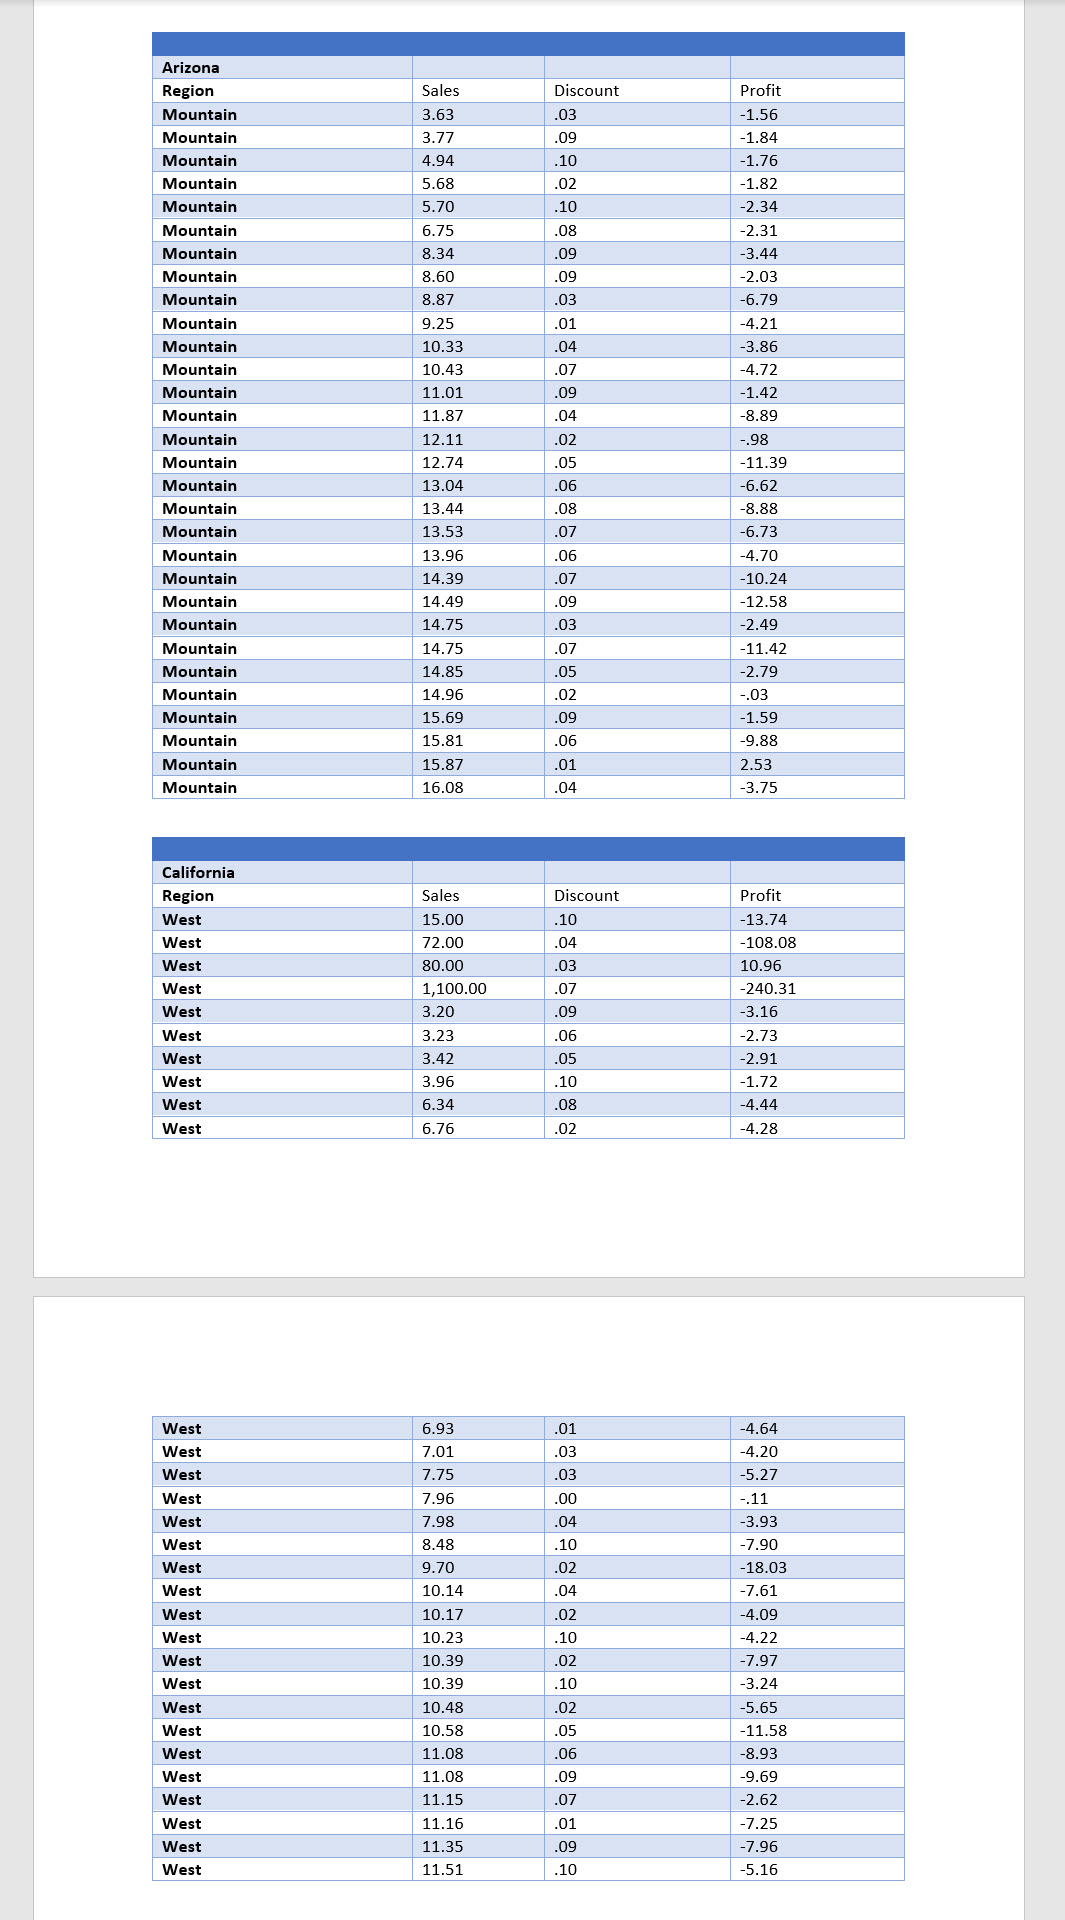 Arizona
Region Sales Discount Profit
Mountain 3.63 .03 -1.56
Mountain 3.77 .09 -1.84
Mountain 4.94 .10 -1.76
Mountain 5.68 .02 -1.82
Mountain 5.70 .10 -2.34
Mountain 6.75 .08 -2.31
Mountain 8.34 .09 -3.44
Mountain 8.60 .09 -2.03
Mountain 8.87 .03 -6.79
Mountain 9.25 .01 -4.21
Mountain 10.33 .04 -3.86
Mountain 10.43 .07 -4.72
Mountain 11.01 .09 -1.42
Mountain 11.87 .04 -8.89
Mountain 12.11 .02 -.98
Mountain 12.74 .05 -11.39
Mountain 13.04 .06 -6.62
Mountain 13.44 .08 -8.88
Mountain 13.53 .07 -6.73
Mountain 13.96 .06 -4.70
Mountain 14.39 .07 -10.24
Mountain 14.49 .09 -12.58
Mountain 14.75 .03 -2.49
Mountain 14.75 .07 -11.42
Mountain 14.85 .05 -2.79
Mountain 14.96 .02 -.03
Mountain 15.69 .09 -1.59
Mountain 15.81 .06 -9.88
Mountain 15.87 .01 2.53
Mountain 16.08 .04 -3.75
California
Region Sales Discount Profit
West 15.00 .10 -13.74
West 72.00 .04 -108.08
West 80.00 .03 10.96
West 1,100.00 .07 -240.31
West 3.20 .09 -3.16
West 3.23 .06 -2.73
West 3.42 .05 -2.91
West 3.96 .10 -1.72
West 6.34 .08 -4.44
West 6.76 .02 -4.28
West 6.93 .01 -4.64
West 7.01 .03 -4.20
West 7.75 .03 -5.27
West 7.96 .00 -.11
West 7.98 .04 -3.93
West 8.48 .10 -7.90
West 9.70 .02 -18.03
West 10.14 .04 -7.61
West 10.17 .02 -4.09
West 10.23 .10 -4.22
West 10.39 .02 -7.97
West 10.39 .10 -3.24
West 10.48 .02 -5.65
West 10.58 .05 -11.58
West 11.08 .06 -8.93
West 11.08 .09 -9.69
West 11.15 .07 -2.62
West 11.16 .01 -7.25
West 11.35 .09 -7.96
West 11.51 .10 -5.16